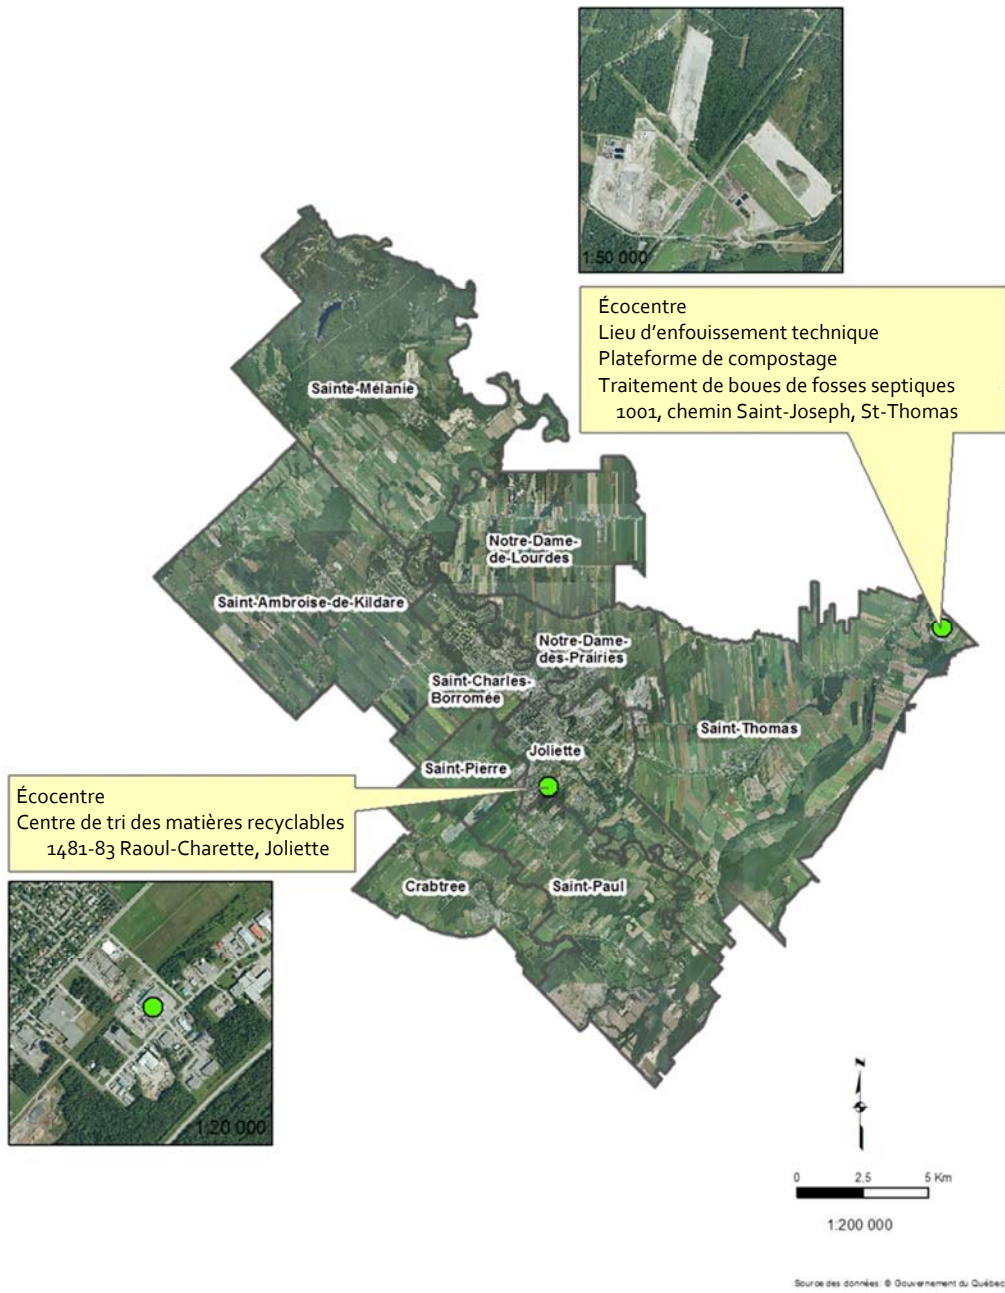 1:50 000
Écocentre
Lieu d'enfouissement technique
Plateforme de compostage
Traitement de boues de fosses septiques
1001, chemin Saint-Joseph, St-Thomas
Sainte-Mélanie
Notre-Dame-
de-Lourdes
Saint-Ambroise-de-Kildare
Notre-Dame-
des-Prairies
Saint-Charles-
Borromée
Saint-Thomas
Joliette
Saint-Pierre
Écocentre
Centre de tri des matières recyclables
1481-83 Raoul-Charette, Joliette
Crabtree
Saint-Paul
1:20 000
N
0 2,5 5 Km
1:200 000
Source des données: © Gouvernement du Québec